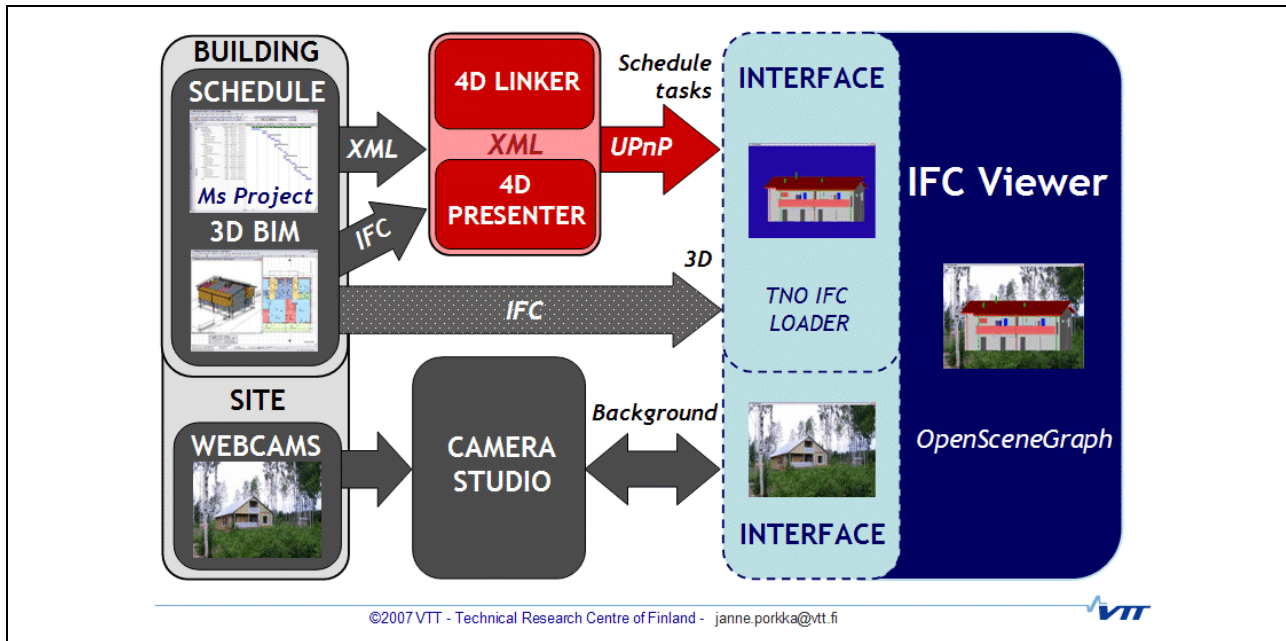 BUILDING
SCHEDULE
Ms Project
3D BIM
XML
IFC
4D LINKER
XML
4D
PRESENTER
Schedule
tasks
UPnP
3D
IFC
INTERFACE
TNO IFC
LOADER
IFC Viewer
OpenSceneGraph
SITE
WEBCAMS
CAMERA
STUDIO
Background
INTERFACE
©2007 VTT - Technical Research Centre of Finland - janne.porkka@vtt.fi
VTT